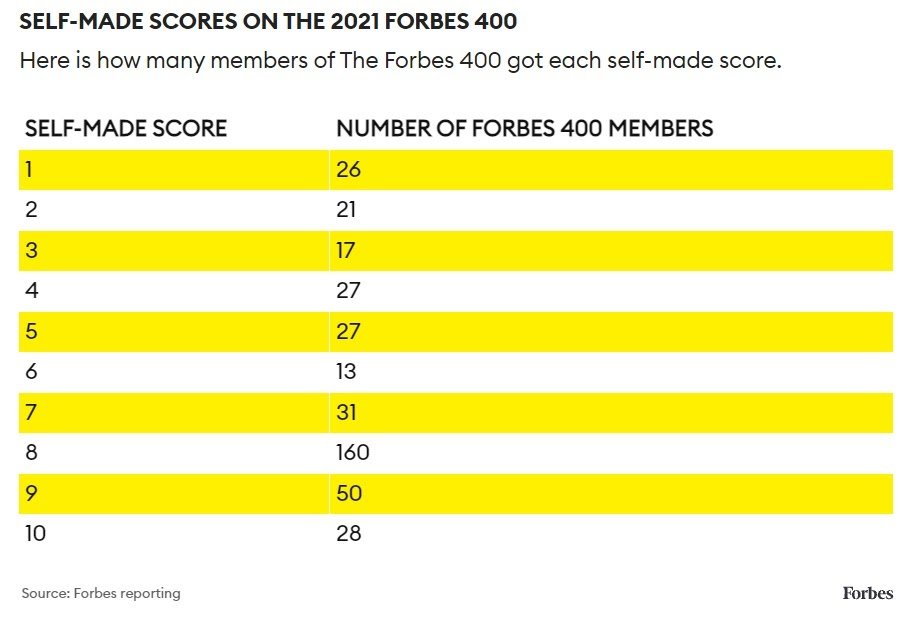 SELF-MADE SCORES ON THE 2021 FORBES 400
Here is how many members of The Forbes 400 got each self-made score.
SELF-MADE SCORE NUMBER OF FORBES 400 MEMBERS
1 26
2 21
3 17
4 27
5 27
6 13
7 31
8 160
9 50
10 28
Source: Forbes reporting Forbes